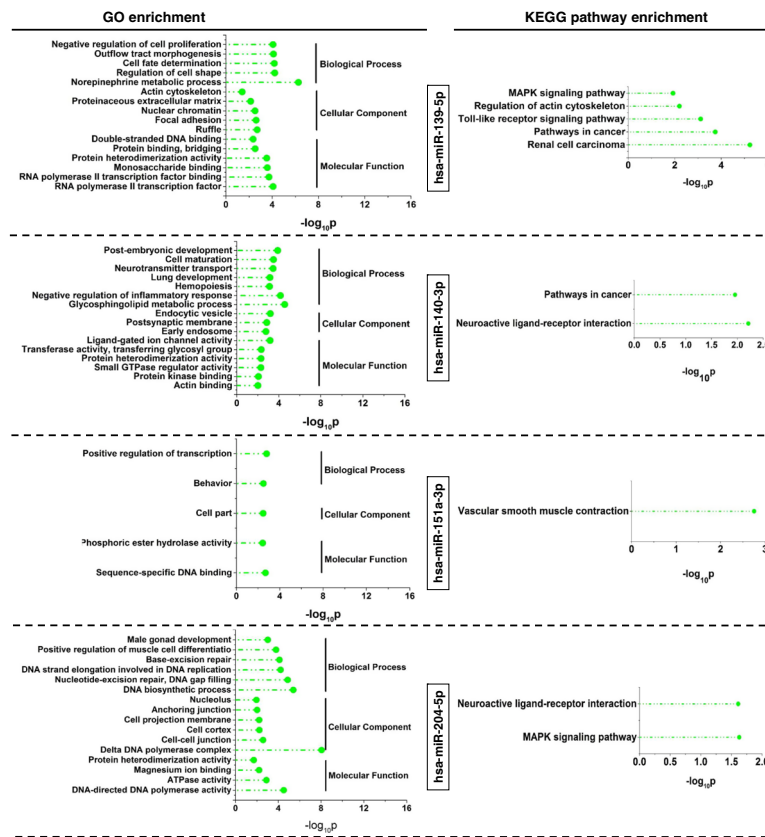 GO enrichment
KEGG pathway enrichment
Negative regulation of cell proliferation
Outflow tract morphogenesis
Cell fate determination
Regulation of cell shape
Norepinephrine metabolic process
Actin cytoskeleton
Proteinaceous extracellular matrix
Nuclear chromatin
Focal adhesion
Ruffle
Double-stranded DNA binding
Protein binding, bridging
Protein heterodimerization activity
Monosaccharide binding
RNA polymerase II transcription factor binding
RNA polymerase II transcription factor
Biological Process
Cellular Component
Molecular Function
0 4 8 12 16
-log10p
hsa-miR-139-5p
MAPK signaling pathway
Regulation of actin cytoskeleton
Toll-like receptor signaling pathway
Pathways in cancer
Renal cell carcinoma
0 2 4
-log10p
Post-embryonic development
Cell maturation
Neurotransmitter transport
Lung development
Hemopoiesis
Negative regulation of inflammatory response
Glycosphingolipid metabolic process
Endocytic vesicle
Postsynaptic membrane
Early endosome
Ligand-gated ion channel activity
Transferase activity, transferring glycosyl group
Protein heterodimerization activity
Small GTPase regulator activity
Protein kinase binding
Actin binding
Biological Process
Cellular Component
Molecular Function
0 4 8 12 16
-log10p
hsa-miR-140-3p
Pathways in cancer
Neuroactive ligand-receptor interaction
0.0 0.5 1.0 1.5 2.0 2.5
-log10p
Positive regulation of transcription
Behavior
Cell part
Phosphoric ester hydrolase activity
Sequence-specific DNA binding
Biological Process
Cellular Component
Molecular Function
0 4 8 12 16
-log10p
hsa-miR-151a-3p
Vascular smooth muscle contraction
0 1 2 3
-log10p
Male gonad development
Positive regulation of muscle cell differentiatio
Base-excision repair
DNA strand elongation involved in DNA replication
Nucleotide-excision repair, DNA gap filling
DNA biosynthetic process
Nucleolus
Anchoring junction
Cell projection membrane
Cell cortex
Cell-cell junction
Delta DNA polymerase complex
Protein heterodimerization activity
Magnesium ion binding
ATPase activity
DNA-directed DNA polymerase activity
Biological Process
Cellular Component
Molecular Function
0 4 8 12 16
-log10p
hsa-miR-204-5p
Neuroactive ligand-receptor interaction
MAPK signaling pathway
0.0 0.5 1.0 1.5 2.0
-log10p